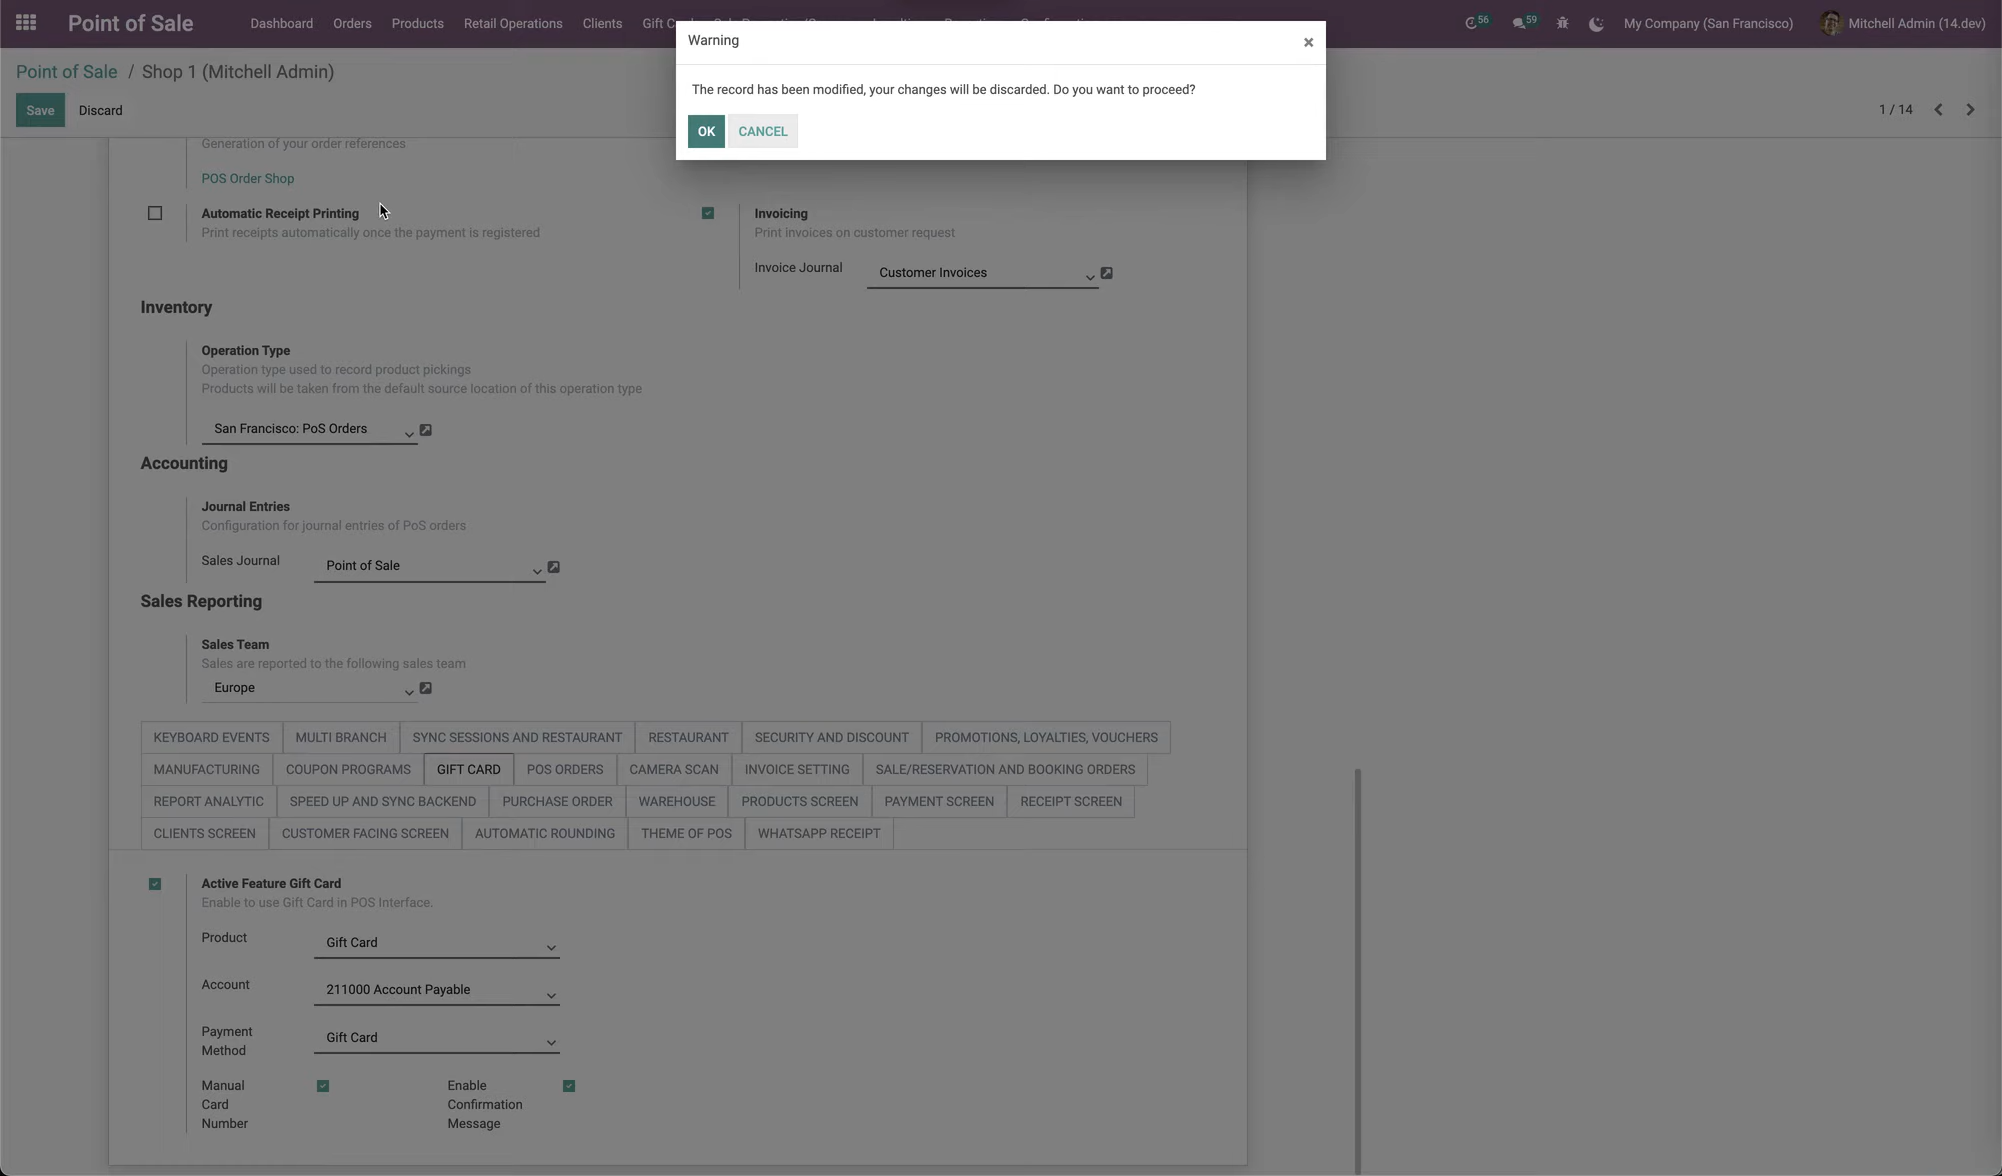 Point of Sale
Dashboard
Orders
Products
Retail Operations
Clients
56
59
My Company (San Francisco)
Mitchell Admin (14.dev)
Warning
The record has been modified, your changes will be discarded. Do you want to proceed?
OK
CANCEL
Point of Sale / Shop 1 (Mitchell Admin)
Save
Discard
1 / 14
Generation of your order references
POS Order Shop
Automatic Receipt Printing
Print receipts automatically once the payment is registered
Invoicing
Print invoices on customer request
Invoice Journal
Customer Invoices
Inventory
Operation Type
Operation type used to record product pickings
Products will be taken from the default source location of this operation type
San Francisco: PoS Orders
Accounting
Journal Entries
Configuration for journal entries of PoS orders
Sales Journal
Point of Sale
Sales Reporting
Sales Team
Sales are reported to the following sales team
Europe
KEYBOARD EVENTS
MULTI BRANCH
SYNC SESSIONS AND RESTAURANT
RESTAURANT
SECURITY AND DISCOUNT
PROMOTIONS, LOYALTIES, VOUCHERS
MANUFACTURING
COUPON PROGRAMS
GIFT CARD
POS ORDERS
CAMERA SCAN
INVOICE SETTING
SALE/RESERVATION AND BOOKING ORDERS
REPORT ANALYTIC
SPEED UP AND SYNC BACKEND
PURCHASE ORDER
WAREHOUSE
PRODUCTS SCREEN
PAYMENT SCREEN
RECEIPT SCREEN
CLIENTS SCREEN
CUSTOMER FACING SCREEN
AUTOMATIC ROUNDING
THEME OF POS
WHATSAPP RECEIPT
Active Feature Gift Card
Enable to use Gift Card in POS Interface.
Product
Gift Card
Account
211000 Account Payable
Payment
Method
Gift Card
Manual
Card
Number
Enable
Confirmation
Message